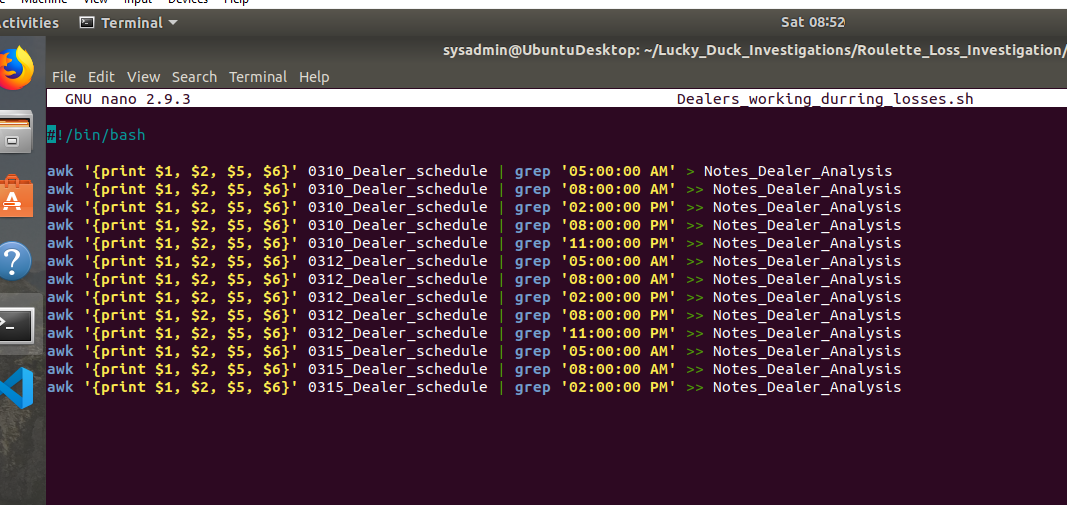 Machine View Input Devices Help
Activities Terminal Sat 08:52
sysadmin@UbuntuDesktop: ~/Lucky_Duck_Investigations/Roulette_Loss_Investigation/
File Edit View Search Terminal Help
GNU nano 2.9.3 Dealers_working_durring_losses.sh
#!/bin/bash
awk '{print $1, $2, $5, $6}' 0310_Dealer_schedule | grep '05:00:00 AM' > Notes_Dealer_Analysis
awk '{print $1, $2, $5, $6}' 0310_Dealer_schedule | grep '08:00:00 AM' >> Notes_Dealer_Analysis
awk '{print $1, $2, $5, $6}' 0310_Dealer_schedule | grep '02:00:00 PM' >> Notes_Dealer_Analysis
awk '{print $1, $2, $5, $6}' 0310_Dealer_schedule | grep '08:00:00 PM' >> Notes_Dealer_Analysis
awk '{print $1, $2, $5, $6}' 0310_Dealer_schedule | grep '11:00:00 PM' >> Notes_Dealer_Analysis
awk '{print $1, $2, $5, $6}' 0312_Dealer_schedule | grep '05:00:00 AM' >> Notes_Dealer_Analysis
awk '{print $1, $2, $5, $6}' 0312_Dealer_schedule | grep '08:00:00 AM' >> Notes_Dealer_Analysis
awk '{print $1, $2, $5, $6}' 0312_Dealer_schedule | grep '02:00:00 PM' >> Notes_Dealer_Analysis
awk '{print $1, $2, $5, $6}' 0312_Dealer_schedule | grep '08:00:00 PM' >> Notes_Dealer_Analysis
awk '{print $1, $2, $5, $6}' 0312_Dealer_schedule | grep '11:00:00 PM' >> Notes_Dealer_Analysis
awk '{print $1, $2, $5, $6}' 0315_Dealer_schedule | grep '05:00:00 AM' >> Notes_Dealer_Analysis
awk '{print $1, $2, $5, $6}' 0315_Dealer_schedule | grep '08:00:00 AM' >> Notes_Dealer_Analysis
awk '{print $1, $2, $5, $6}' 0315_Dealer_schedule | grep '02:00:00 PM' >> Notes_Dealer_Analysis